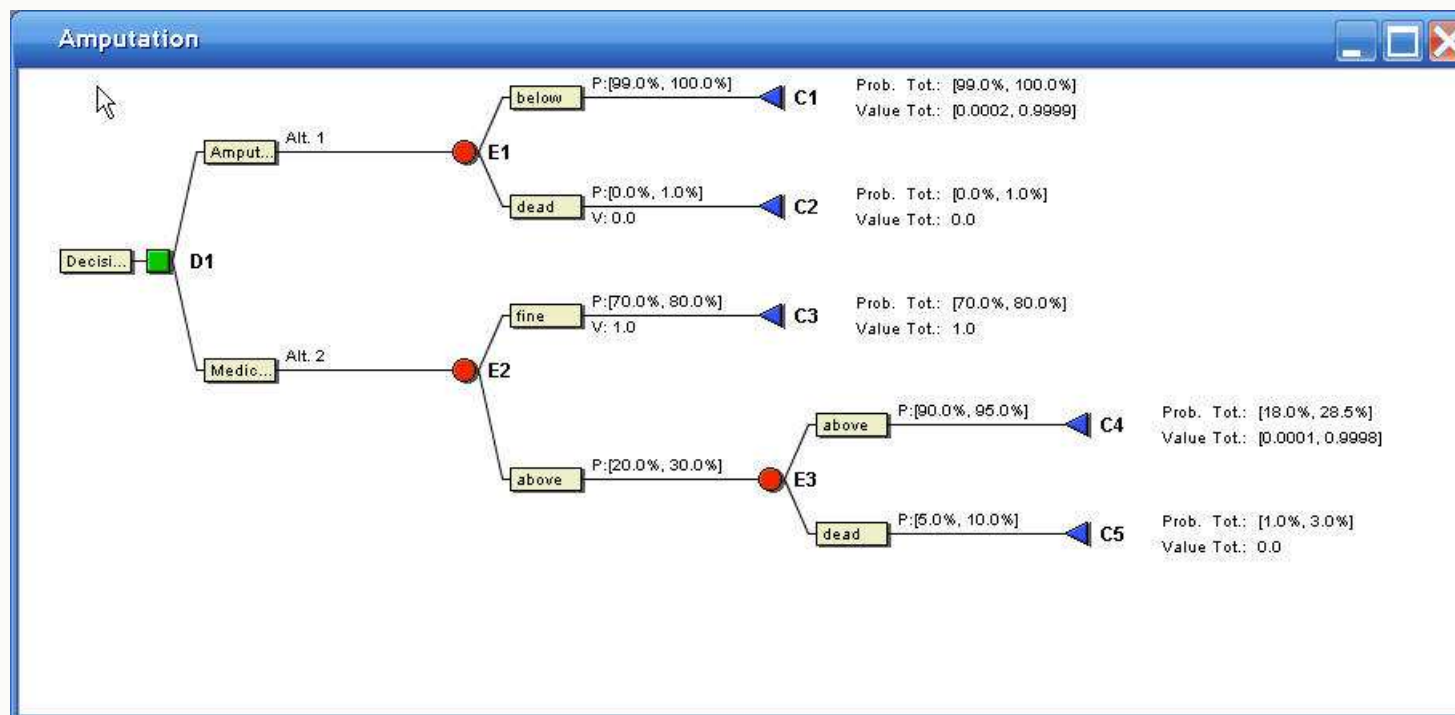 Amputation
below
P:[99.0%, 100.0%]
C1
Prob. Tot.: [99.0%, 100.0%]
Value Tot.: [0.0002, 0.9999]
Amput...
Alt. 1
E1
dead
P:[0.0%, 1.0%]
V: 0.0
C2
Prob. Tot.: [0.0%, 1.0%]
Value Tot.: 0.0
Decisi...
D1
fine
P:[70.0%, 80.0%]
V: 1.0
C3
Prob. Tot.: [70.0%, 80.0%]
Value Tot.: 1.0
Medic...
Alt. 2
E2
above
P:[90.0%, 95.0%]
C4
Prob. Tot.: [18.0%, 28.5%]
Value Tot.: [0.0001, 0.9998]
above
P:[20.0%, 30.0%]
E3
dead
P:[5.0%, 10.0%]
C5
Prob. Tot.: [1.0%, 3.0%]
Value Tot.: 0.0